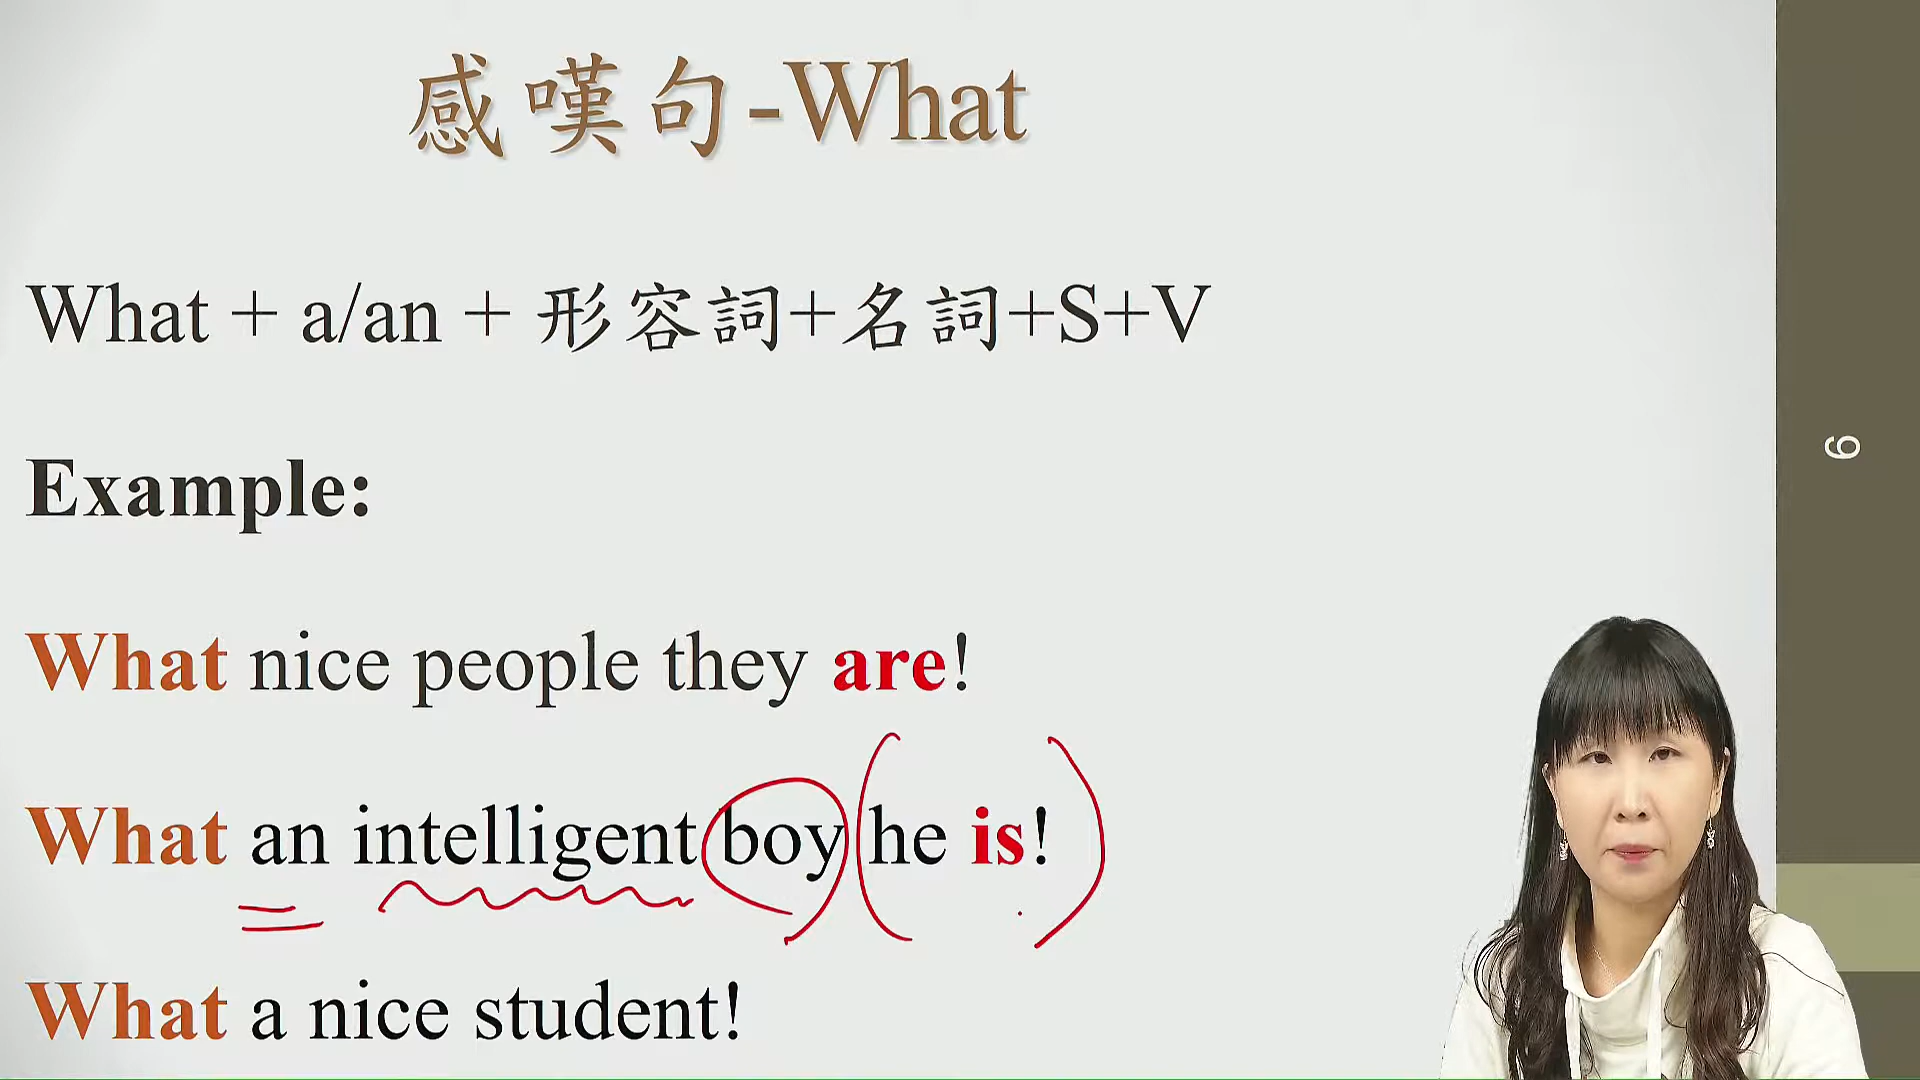 感嘆句-What
What + a/an + 形容詞+名詞+S+V
Example:
What nice people they are!
What an intelligent boy he is!
What a nice student!
6